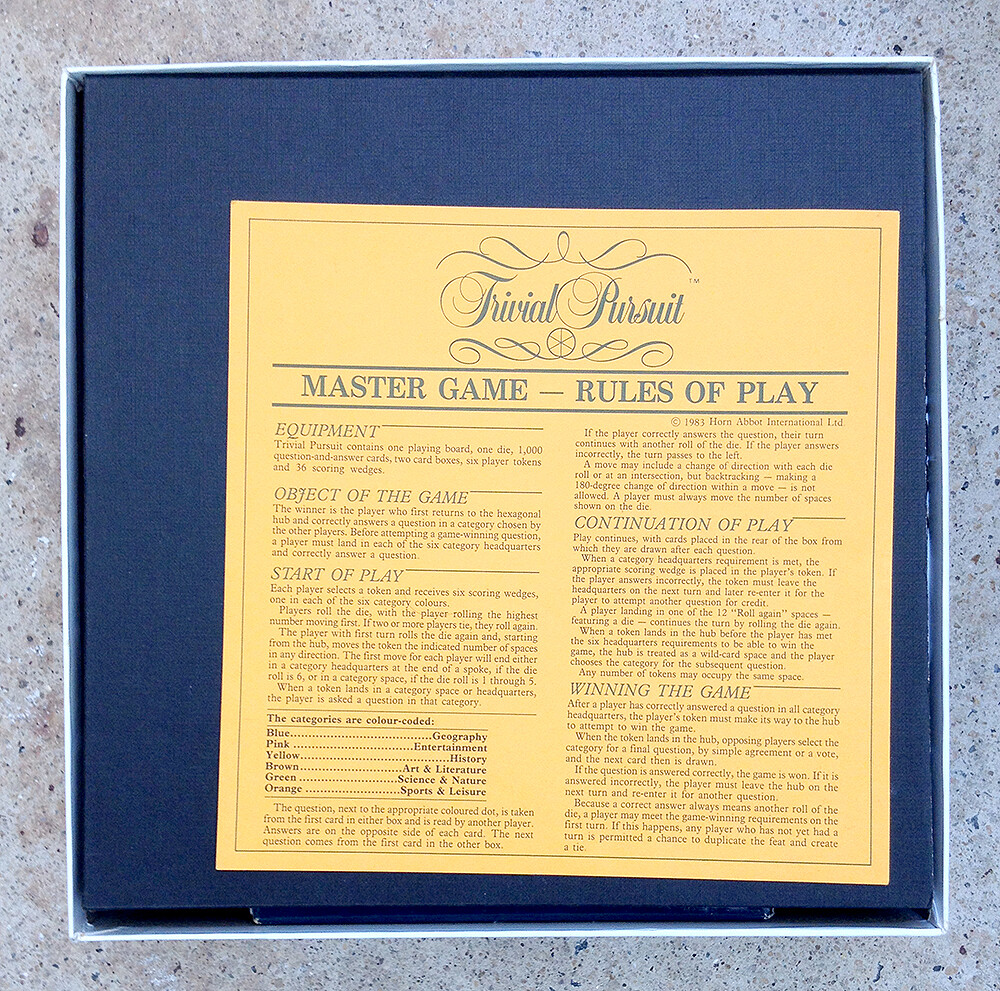 Trivial Pursuit ™
MASTER GAME — RULES OF PLAY
© 1983 Horn Abbot International Ltd.
EQUIPMENT
Trivial Pursuit contains one playing board, one die, 1,000
question-and-answer cards, two card boxes, six player tokens
and 36 scoring wedges.
OBJECT OF THE GAME
The winner is the player who first returns to the hexagonal
hub and correctly answers a question in a category chosen by
the other players. Before attempting a game-winning question,
a player must land in each of the six category headquarters
and correctly answer a question.
START OF PLAY
Each player selects a token and receives six scoring wedges,
one in each of the six category colours.
Players roll the die, with the player rolling the highest
number moving first. If two or more players tie, they roll again.
The player with first turn rolls the die again and, starting
from the hub, moves the token the indicated number of spaces
in any direction. The first move for each player will end either
in a category headquarters at the end of a spoke, if the die
roll is 6, or in a category space, if the die roll is 1 through 5.
When a token lands in a category space or headquarters,
the player is asked a question in that category.
The categories are colour-coded:
Blue..............................Geography
Pink ..........................Entertainment
Yellow.................................History
Brown.......................Art & Literature
Green ......................Science & Nature
Orange .....................Sports & Leisure
The question, next to the appropriate coloured dot, is taken
from the first card in either box and is read by another player.
Answers are on the opposite side of each card. The next
question comes from the first card in the other box.
If the player correctly answers the question, their turn
continues with another roll of the die. If the player answers
incorrectly, the turn passes to the left.
A move may include a change of direction with each die
roll or at an intersection, but backtracking — making a
180-degree change of direction within a move — is not
allowed. A player must always move the number of spaces
shown on the die.
CONTINUATION OF PLAY
Play continues, with cards placed in the rear of the box from
which they are drawn after each question.
When a category headquarters requirement is met, the
appropriate scoring wedge is placed in the player's token. If
the player answers incorrectly, the token must leave the
headquarters on the next turn and later re-enter it for the
player to attempt another question for credit.
A player landing in one of the 12 “Roll again” spaces —
featuring a die — continues the turn by rolling the die again.
When a token lands in the hub before the player has met
the six headquarters requirements to be able to win the
game, the hub is treated as a wild-card space and the player
chooses the category for the subsequent question.
Any number of tokens may occupy the same space.
WINNING THE GAME
After a player has correctly answered a question in all category
headquarters, the player's token must make its way to the hub
to attempt to win the game.
When the token lands in the hub, opposing players select the
category for a final question, by simple agreement or a vote,
and the next card then is drawn.
If the question is answered correctly, the game is won. If it is
answered incorrectly, the player must leave the hub on the
next turn and re-enter it for another question.
Because a correct answer always means another roll of the
die, a player may meet the game-winning requirements on the
first turn. If this happens, any player who has not yet had a
turn is permitted a chance to duplicate the feat and create
a tie.